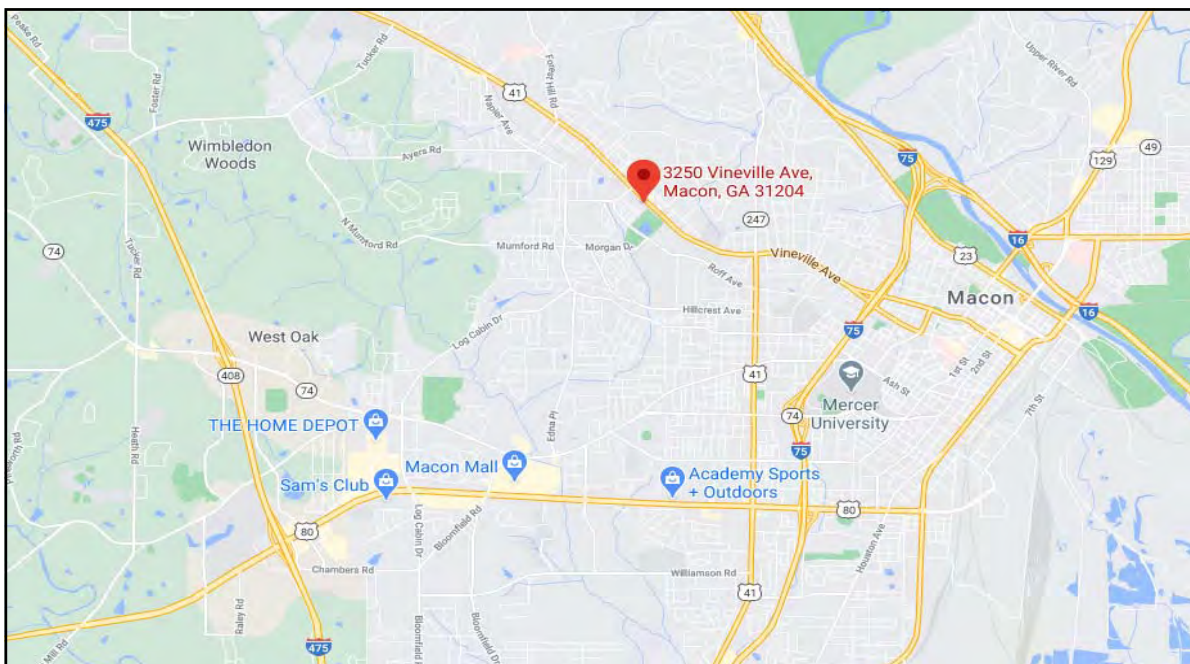 Peake Rd
475
Foster Rd
Tucker Rd
41
Forest Hill Rd
Napier Ave
Wimbledon
Woods
Ayers Rd
3250 Vineville Ave,
Macon, GA 31204
75
Upper River Rd
129
49
247
N Mumford Rd
Mumford Rd
Morgan Dr
Roff Ave
Vineville Ave
16
23
74
Tucker Rd
Macon
16
Hillcrest Ave
75
Log Cabin Dr
West Oak
408
74
41
1st St
2nd St
Ash St
Mercer
University
74
75
7th St
THE HOME DEPOT
Macon Mall
Edna Pl
Sam's Club
Academy Sports
+ Outdoors
Heath Rd
80
80
Log Cabin Dr
Bloomfield Rd
Houston Ave
Chambers Rd
Williamson Rd
41
Raley Rd
Mill Rd
475
Bloomfield R
Bloomfield Dr